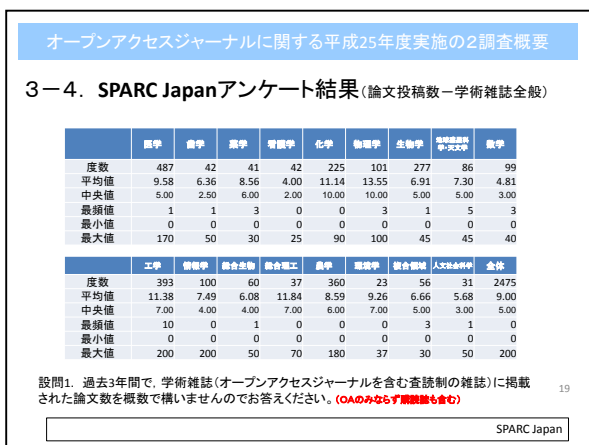 オープンアクセスジャーナルに関する平成25年度実施の2調査概要
3-4. SPARC Japanアンケート結果(論文投稿数-学術雑誌全般)
医学 歯学 薬学 看護学 化学 物理学 生物学 地球惑星科学・天文学 数学
度数 487 42 41 42 225 101 277 86 99
平均値 9.58 6.36 8.56 4.00 11.14 13.55 6.91 7.30 4.81
中央値 5.00 2.50 6.00 2.00 10.00 10.00 5.00 5.00 3.00
最頻値 1 1 3 0 0 3 1 5 3
最小値 0 0 0 0 0 0 0 0 0
最大値 170 50 30 25 90 100 45 45 40
工学 情報学 総合生物 総合理工 農学 環境学 複合領域 人文社会科学 全体
度数 393 100 60 37 360 23 56 31 2475
平均値 11.38 7.49 6.08 11.84 8.59 9.26 6.66 5.68 9.00
中央値 7.00 4.00 4.00 7.00 6.00 7.00 5.00 3.00 5.00
最頻値 10 0 1 0 0 0 3 1 0
最小値 0 0 0 0 0 0 0 0 0
最大値 200 200 50 70 180 37 30 50 200
設問1. 過去3年間で,学術雑誌(オープンアクセスジャーナルを含む査読制の雑誌)に掲載
された論文数を概数で構いませんのでお答えください。(OAのみならず購読誌も含む)
19
SPARC Japan